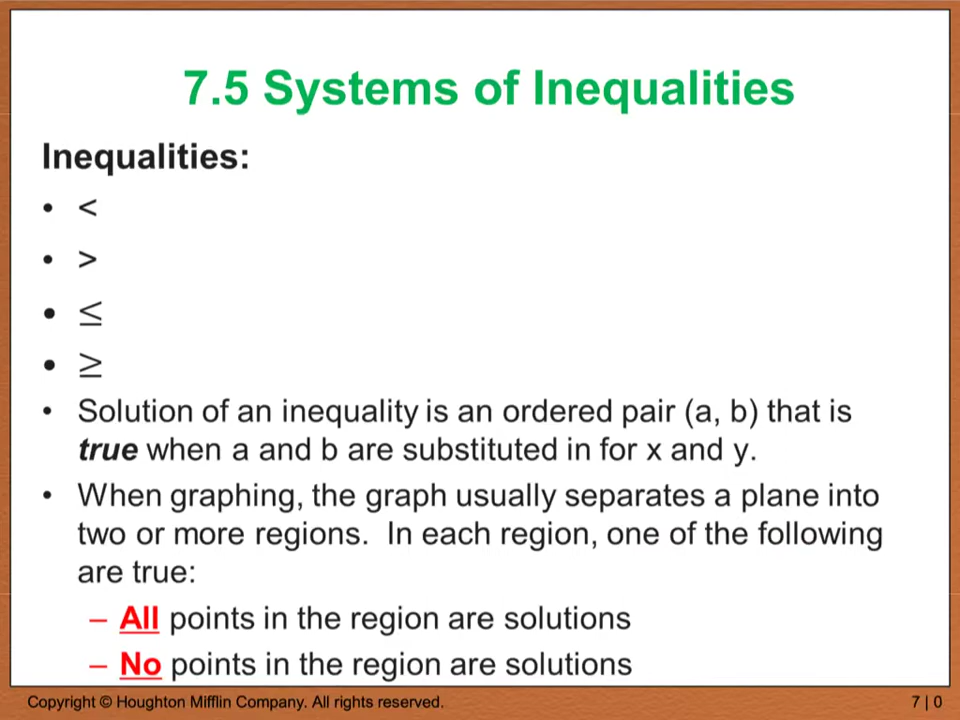 7.5 Systems of Inequalities
Inequalities:
• <
• >
• ≤
• ≥
• Solution of an inequality is an ordered pair (a, b) that is
true when a and b are substituted in for x and y.
• When graphing, the graph usually separates a plane into
two or more regions.  In each region, one of the following
are true:
– All points in the region are solutions
– No points in the region are solutions
Copyright © Houghton Mifflin Company. All rights reserved.
7 | 0